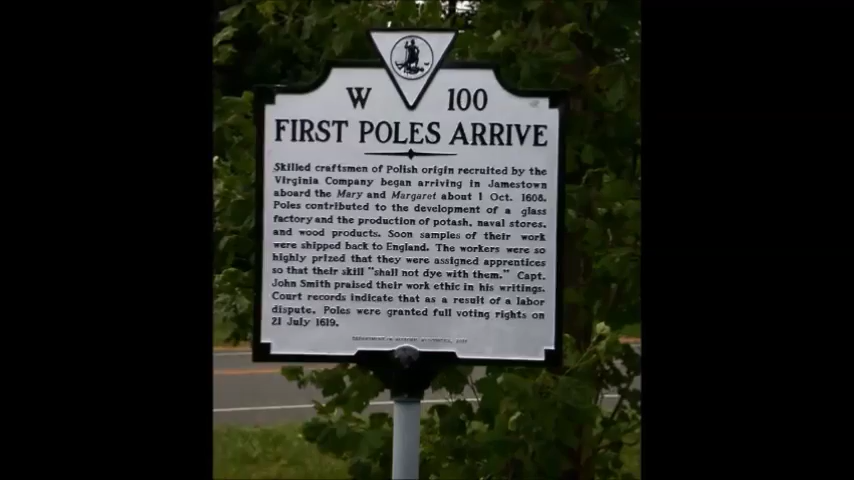 W 100
FIRST POLES ARRIVE
Skilled craftsmen of Polish origin recruited by the
Virginia Company began arriving in Jamestown
aboard the Mary and Margaret about 1 Oct. 1608.
Poles contributed to the development of a glass
factory and the production of potash, naval stores,
and wood products. Soon samples of their work
were shipped back to England. The workers were so
highly prized that they were assigned apprentices
so that their skill "shall not dye with them." Capt.
John Smith praised their work ethic in his writings.
Court records indicate that as a result of a labor
dispute, Poles were granted full voting rights on
21 July 1619.